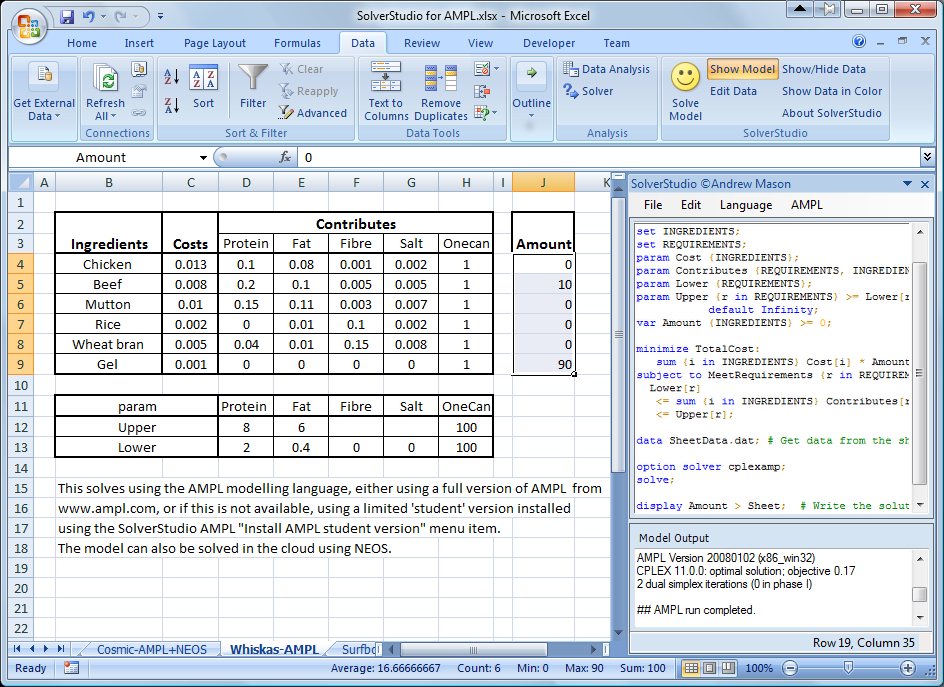 SolverStudio for AMPL.xlsx - Microsoft Excel
Home Insert Page Layout Formulas Data Review View Developer Team
Get External Data
Refresh All
Connections
Sort
Filter
Clear
Reapply
Advanced
Sort & Filter
Text to Columns
Remove Duplicates
Data Tools
Outline
Data Analysis
Solver
Analysis
Solve Model
Show Model Show/Hide Data
Edit Data Show Data in Color
About SolverStudio
SolverStudio
Amount fx 0
A B C D E F G H I J K
1
2 Contributes
3 Ingredients Costs Protein Fat Fibre Salt Onecan Amount
4 Chicken 0.013 0.1 0.08 0.001 0.002 1 0
5 Beef 0.008 0.2 0.1 0.005 0.005 1 10
6 Mutton 0.01 0.15 0.11 0.003 0.007 1 0
7 Rice 0.002 0 0.01 0.1 0.002 1 0
8 Wheat bran 0.005 0.04 0.01 0.15 0.008 1 0
9 Gel 0.001 0 0 0 0 1 90
10
11 param Protein Fat Fibre Salt OneCan
12 Upper 8 6 100
13 Lower 2 0.4 0 0 100
14
15 This solves using the AMPL modelling language, either using a full version of AMPL from
16 www.ampl.com, or if this is not available, using a limited 'student' version installed
17 using the SolverStudio AMPL "Install AMPL student version" menu item.
18 The model can also be solved in the cloud using NEOS.
19
20
21
22
SolverStudio ©Andrew Mason
File Edit Language AMPL
set INGREDIENTS;
set REQUIREMENTS;
param Cost {INGREDIENTS};
param Contributes {REQUIREMENTS, INGREDIEN
param Lower {REQUIREMENTS};
param Upper {r in REQUIREMENTS} >= Lower[r
default Infinity;
var Amount {INGREDIENTS} >= 0;
minimize TotalCost:
sum {i in INGREDIENTS} Cost[i] * Amount
subject to MeetRequirements {r in REQUIREM
Lower[r]
<= sum {i in INGREDIENTS} Contributes[r
<= Upper[r];
data SheetData.dat; # Get data from the sh
option solver cplexamp;
solve;
display Amount > Sheet; # Write the solut
Model Output
AMPL Version 20080102 (x86_win32)
CPLEX 11.0.0: optimal solution; objective 0.17
2 dual simplex iterations (0 in phase I)
## AMPL run completed.
Row 19, Column 35
Cosmic-AMPL+NEOS Whiskas-AMPL Surfbo
Ready Average: 16.66666667 Count: 6 Min: 0 Max: 90 Sum: 100 100%